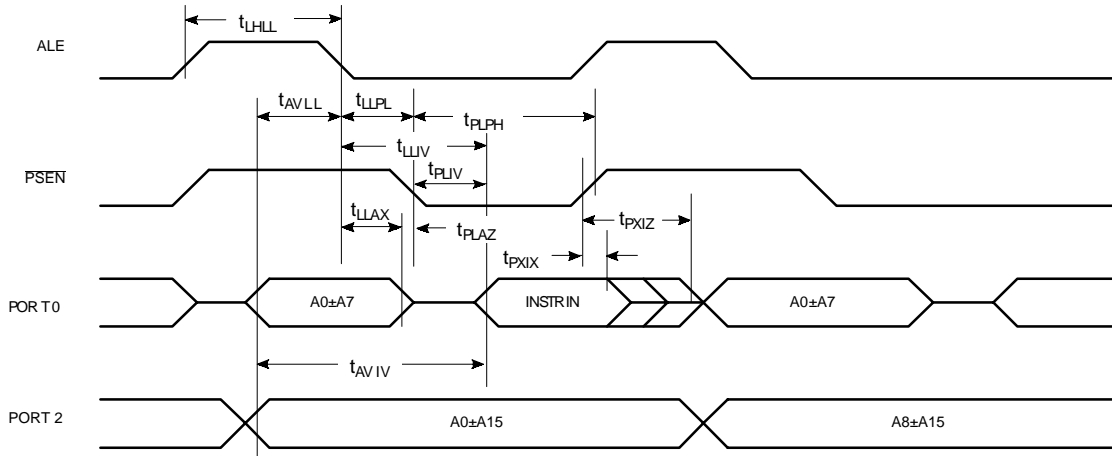 tLHLL
ALE
tAVLL
tLLPL
tPLPH
tLLIV
PSEN
tPLIV
tLLAX
tPLAZ
tPXIZ
tPXIX
PORT0
A0±A7
INSTR IN
A0±A7
tAVIV
PORT 2
A0±A15
A8±A15